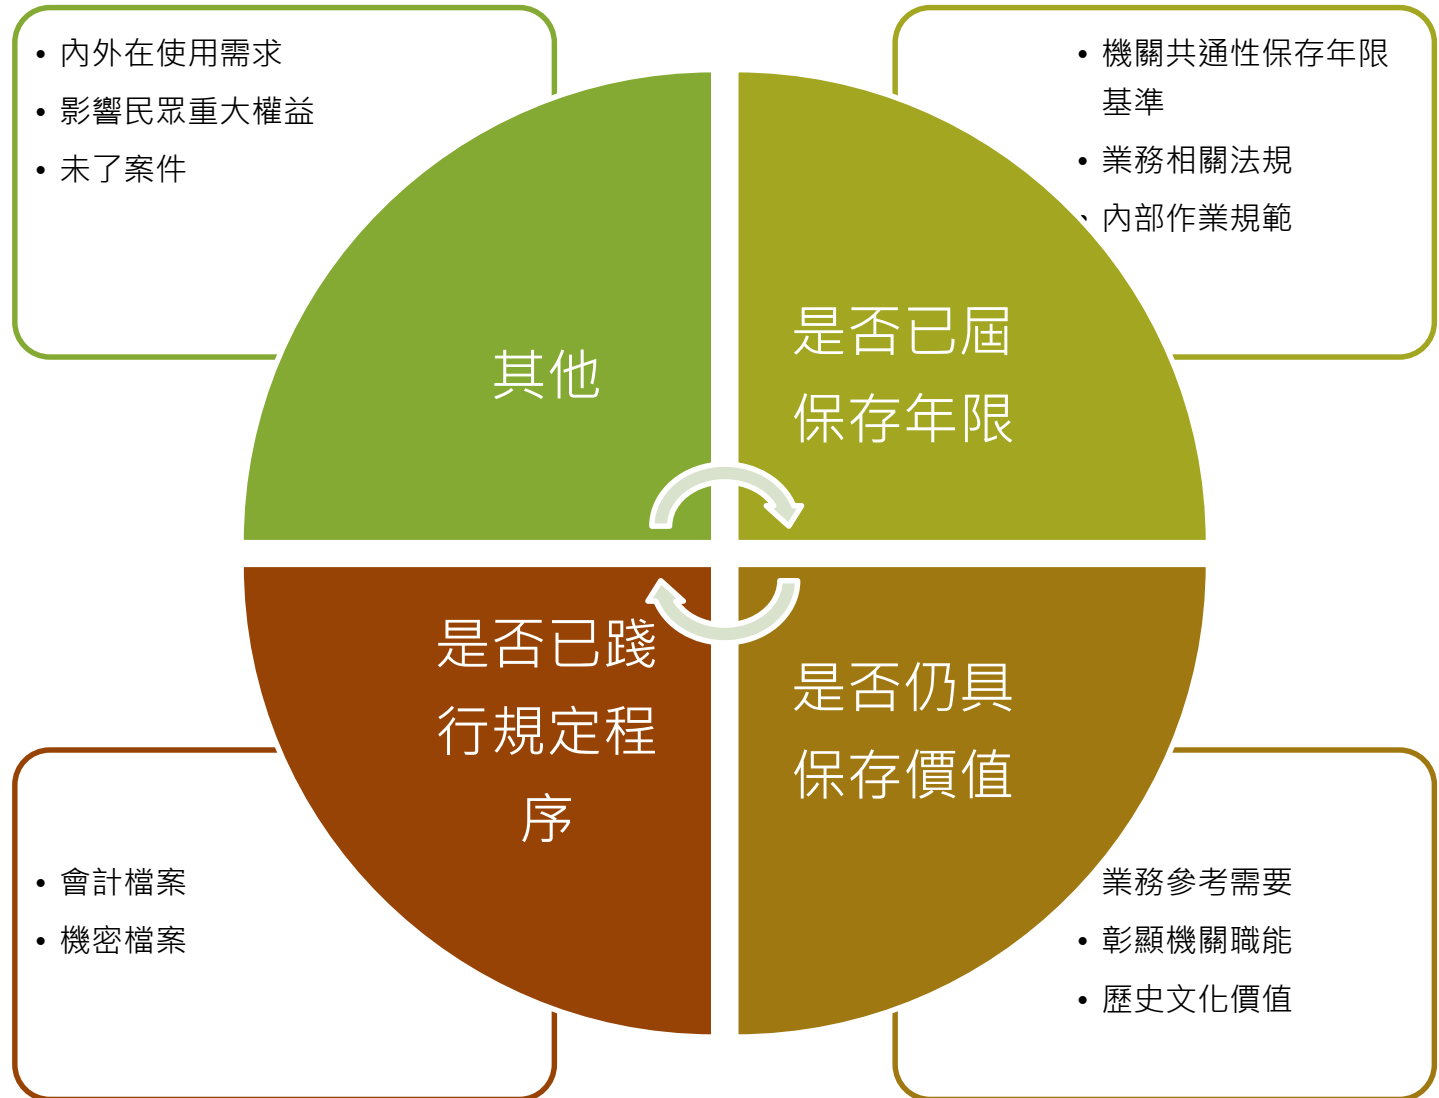 • 內外在使用需求
• 影響民眾重大權益
• 未了案件
• 機關共通性保存年限
基準
• 業務相關法規
• 內部作業規範
其他
是否已屆
保存年限
是否已踐
行規定程
序
是否仍具
保存價值
• 會計檔案
• 機密檔案
業務參考需要
• 彰顯機關職能
• 歷史文化價值